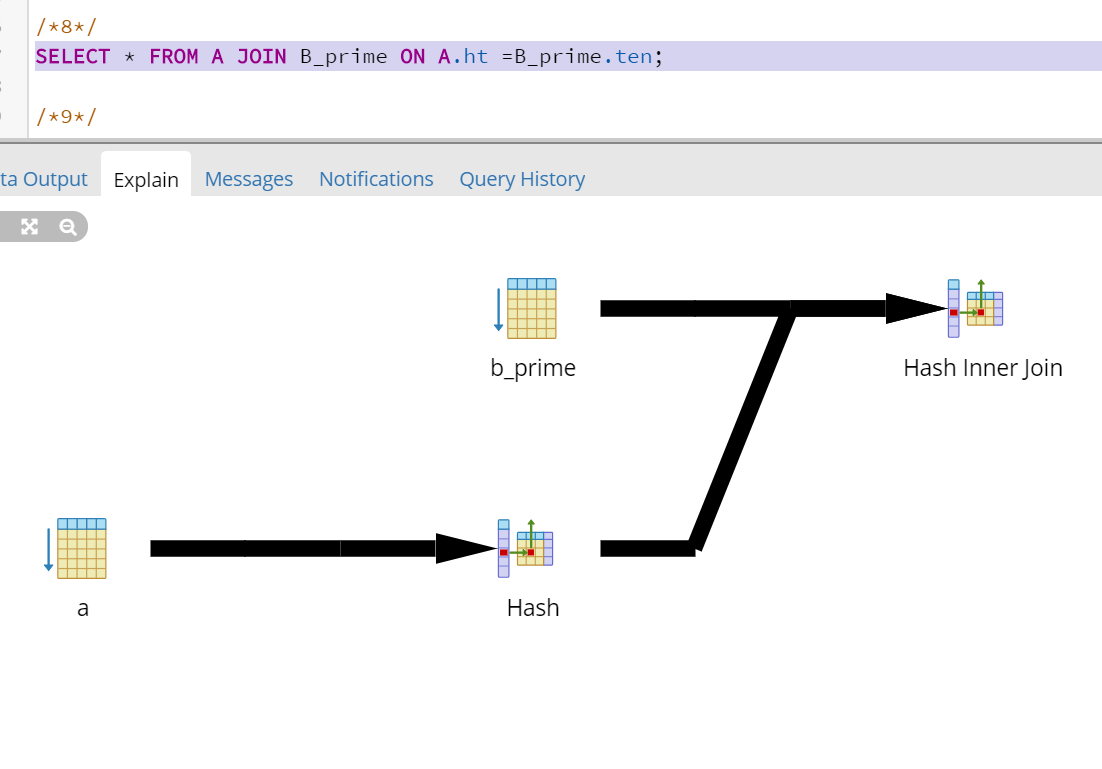 /*8*/
SELECT * FROM A JOIN B_prime ON A.ht =B_prime.ten;
/*9*/
ta Output Explain Messages Notifications Query History
b_prime Hash Inner Join
a Hash